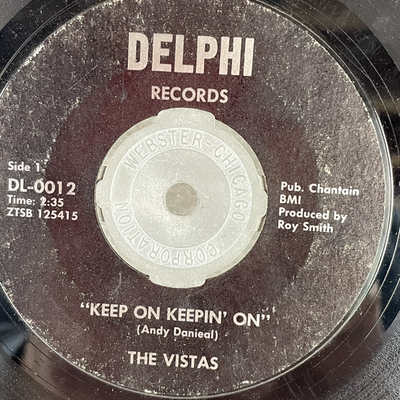 DELPHI
RECORDS
Side 1
DL-0012
Time: 2:35
ZTSB 125415
WEBSTER-CHICAGO
CORPORATION
Pub. Chantain
BMI
Produced by
Roy Smith
"KEEP ON KEEPIN' ON"
(Andy Danieal)
THE VISTAS